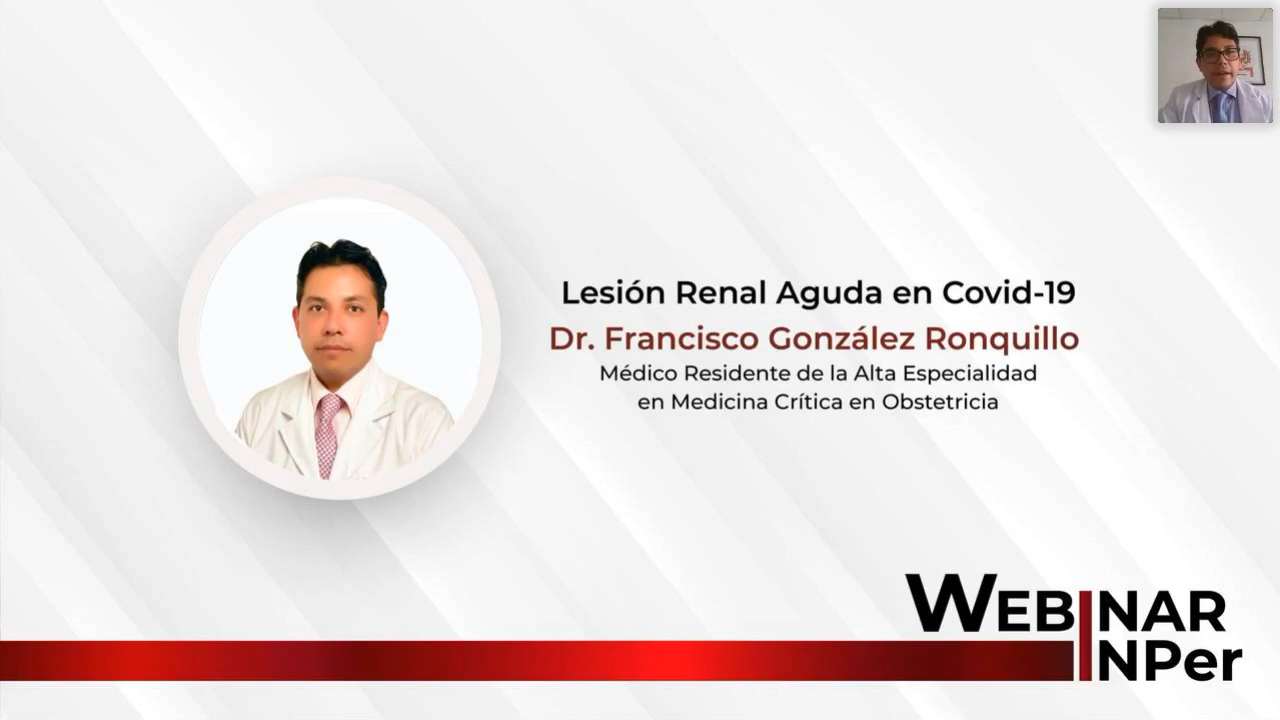 Lesión Renal Aguda en Covid-19
Dr. Francisco González Ronquillo
Médico Residente de la Alta Especialidad
en Medicina Crítica en Obstetricia
WEBINAR
INPer